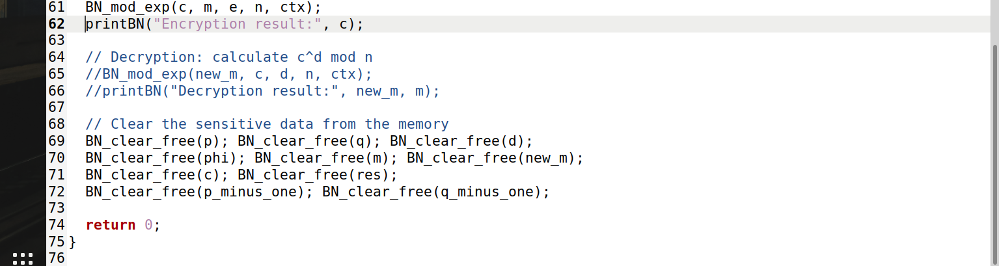 61 BN_mod_exp(c, m, e, n, ctx);
62 printBN("Encryption result:", c);
63
64 // Decryption: calculate c^d mod n
65 //BN_mod_exp(new_m, c, d, n, ctx);
66 //printBN("Decryption result:", new_m, m);
67
68 // Clear the sensitive data from the memory
69 BN_clear_free(p); BN_clear_free(q); BN_clear_free(d);
70 BN_clear_free(phi); BN_clear_free(m); BN_clear_free(new_m);
71 BN_clear_free(c); BN_clear_free(res);
72 BN_clear_free(p_minus_one); BN_clear_free(q_minus_one);
73
74 return 0;
75 }
76